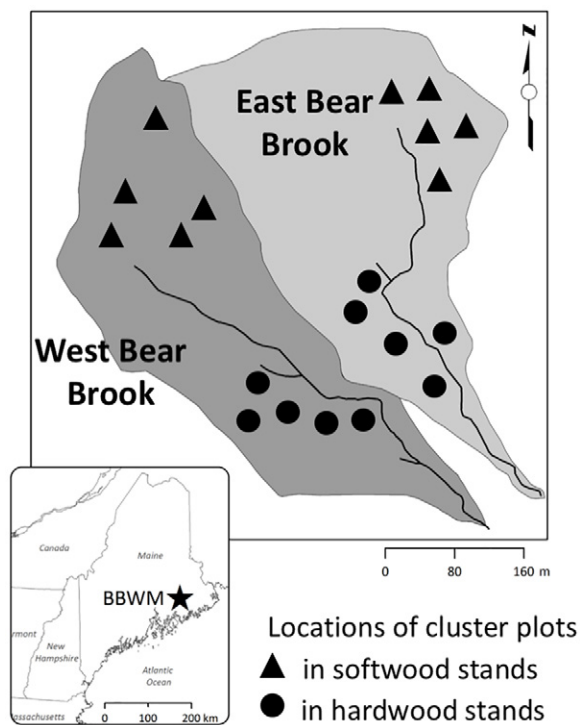 N
East Bear
Brook
West Bear
Brook
Canada
Maine
BBWM
rmont
New
Hampshire
Atlantic
Ocean
assachusetts
0 100 200 km
0 80 160 m
Locations of cluster plots
in softwood stands
in hardwood stands